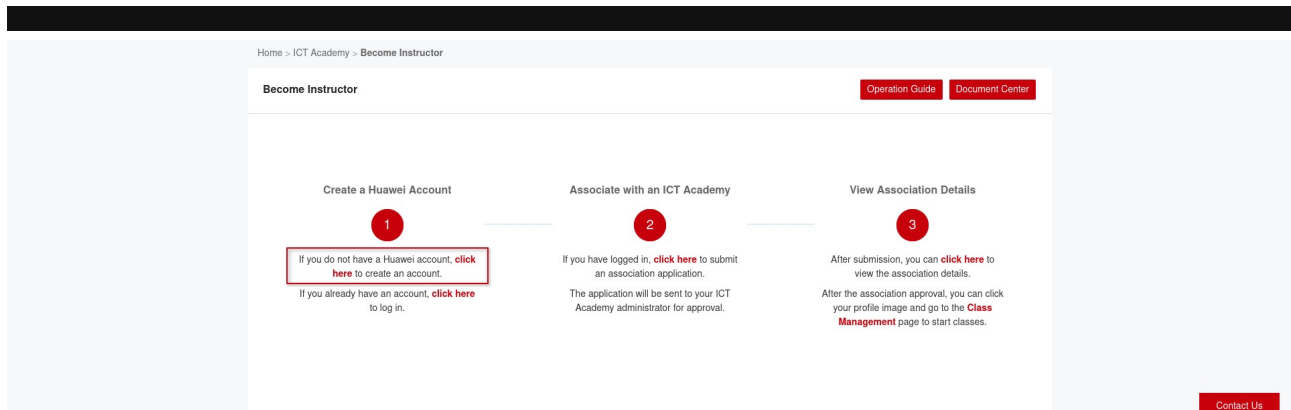 Home > ICT Academy > Become Instructor
Become Instructor
Operation Guide
Document Center
Create a Huawei Account
1
If you do not have a Huawei account, click
here to create an account.
If you already have an account, click here
to log in.
Associate with an ICT Academy
2
If you have logged in, click here to submit
an association application.
The application will be sent to your ICT
Academy administrator for approval.
View Association Details
3
After submission, you can click here to
view the association details.
After the association approval, you can click
your profile image and go to the Class
Management page to start classes.
Contact Us